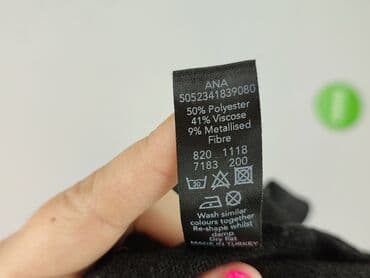 ANA
5052341839080
50% Polyester
41% Viscose
9% Metallised
Fibre
820 1118
7183 200
30
Wash similar
colours together
Re-shape whilst
damp
Dry flat
MADE IN TURKEY